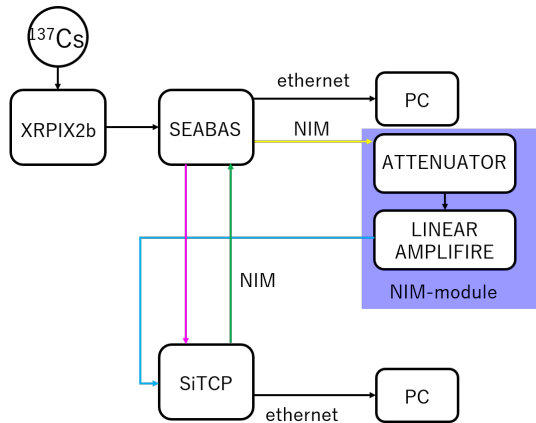 ¹³⁷Cs
ethernet
XRPIX2b
SEABAS
PC
NIM
ATTENUATOR
LINEAR
AMPLIFIRE
NIM
NIM-module
SiTCP
PC
ethernet